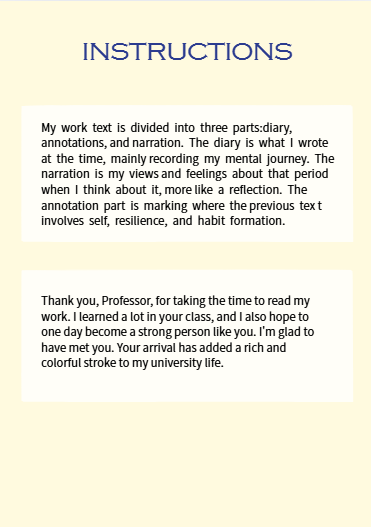 INSTRUCTIONS
My work text is divided into three parts:diary,
annotations, and narration. The diary is what I wrote
at the time, mainly recording my mental journey. The
narration is my views and feelings about that period
when I think about it, more like a reflection. The
annotation part is marking where the previous text
involves self, resilience, and habit formation.
Thank you, Professor, for taking the time to read my
work. I learned a lot in your class, and I also hope to
one day become a strong person like you. I'm glad to
have met you. Your arrival has added a rich and
colorful stroke to my university life.